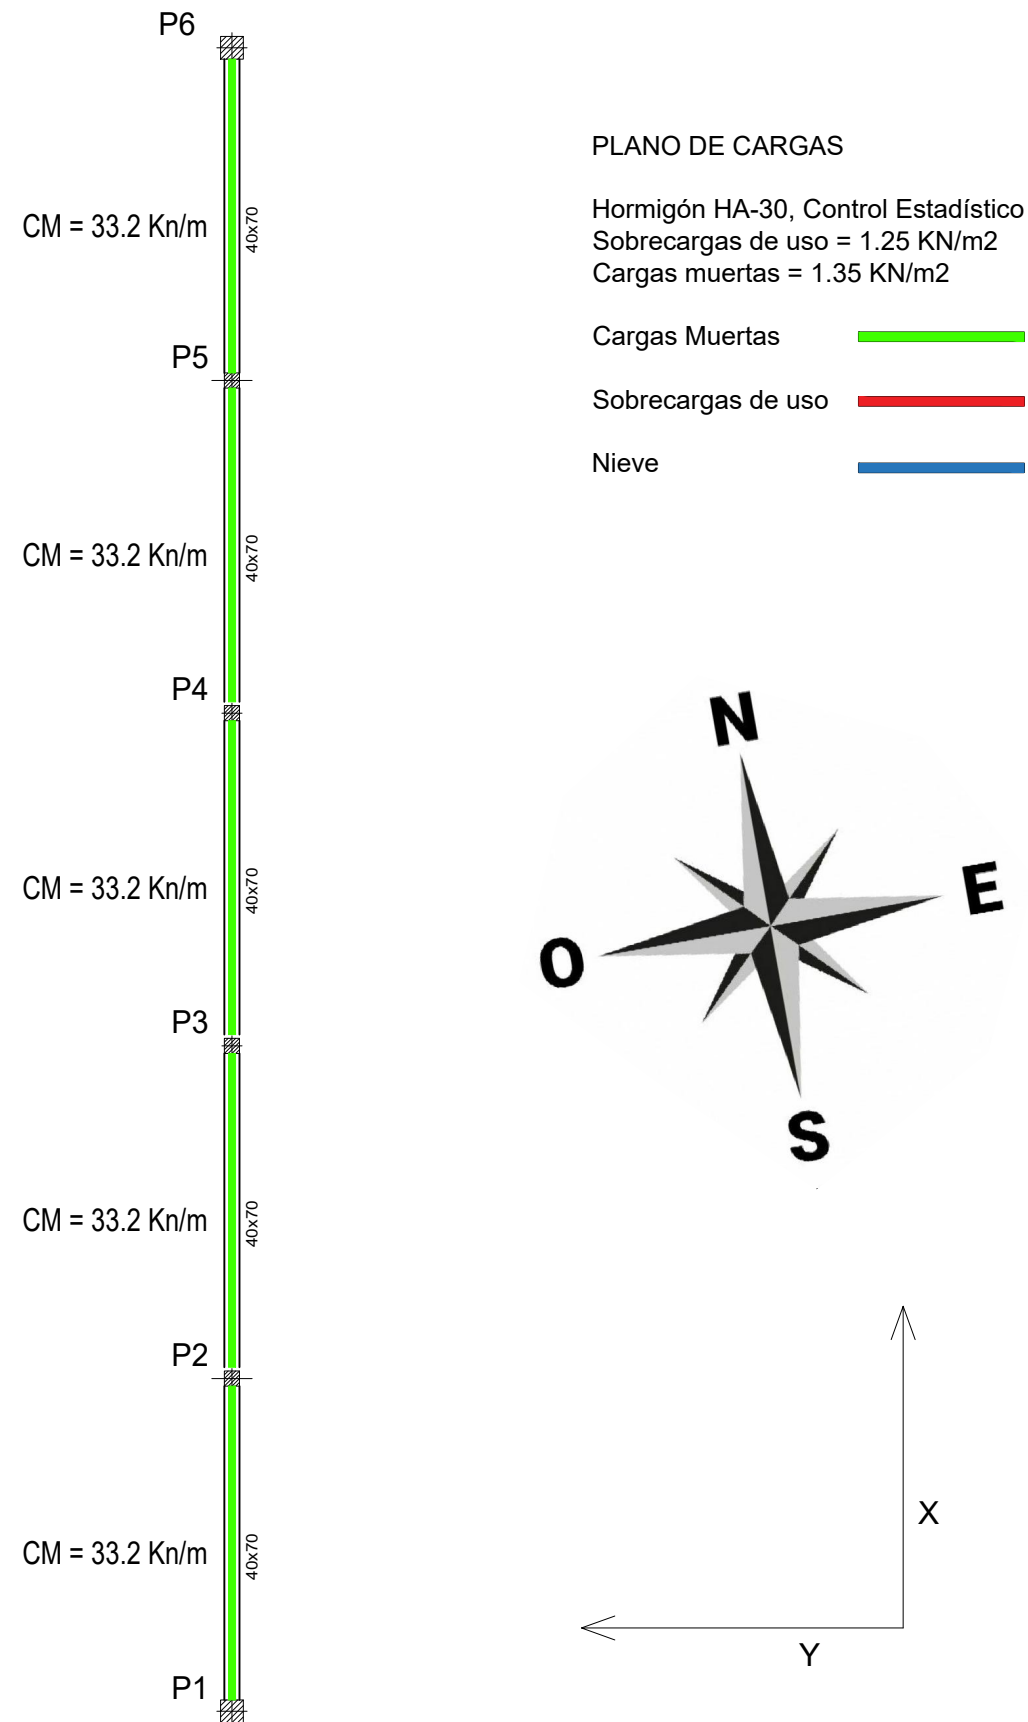 P6
PLANO DE CARGAS
Hormigón HA-30, Control Estadístico
Sobrecargas de uso = 1.25 KN/m2
Cargas muertas = 1.35 KN/m2
CM = 33.2 Kn/m
40x70
Cargas Muertas
P5
Sobrecargas de uso
Nieve
CM = 33.2 Kn/m
40x70
P4
N
CM = 33.2 Kn/m
40x70
E
O
P3
S
CM = 33.2 Kn/m
40x70
P2
X
CM = 33.2 Kn/m
40x70
Y
P1